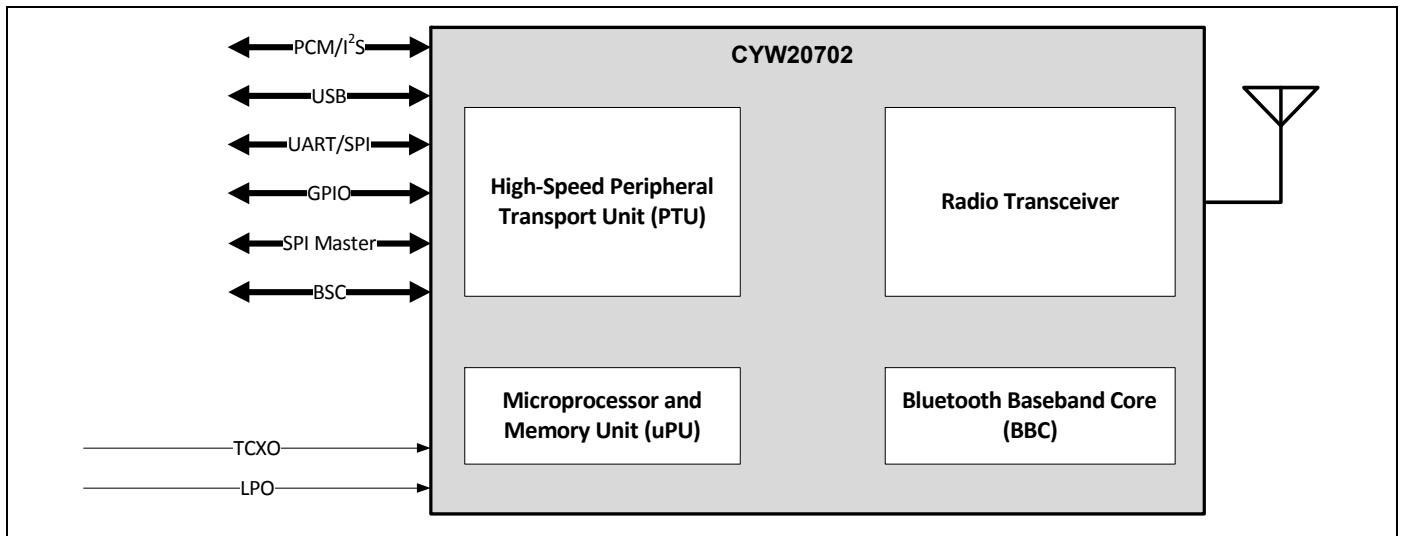 PCM/I²S
USB
UART/SPI
GPIO
SPI Master
BSC
TCXO
LPO
CYW20702
High-Speed Peripheral
Transport Unit (PTU)
Radio Transceiver
Microprocessor and
Memory Unit (uPU)
Bluetooth Baseband Core
(BBC)